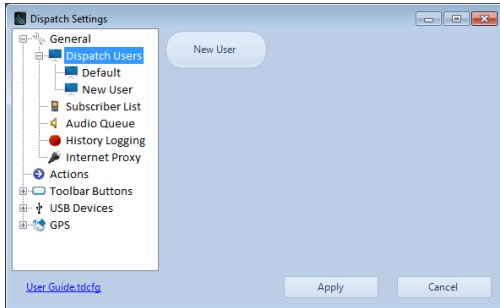 Dispatch Settings
General
Dispatch Users
Default
New User
Subscriber List
Audio Queue
History Logging
Internet Proxy
Actions
Toolbar Buttons
USB Devices
GPS
New User
User Guide.tdcfg
Apply
Cancel